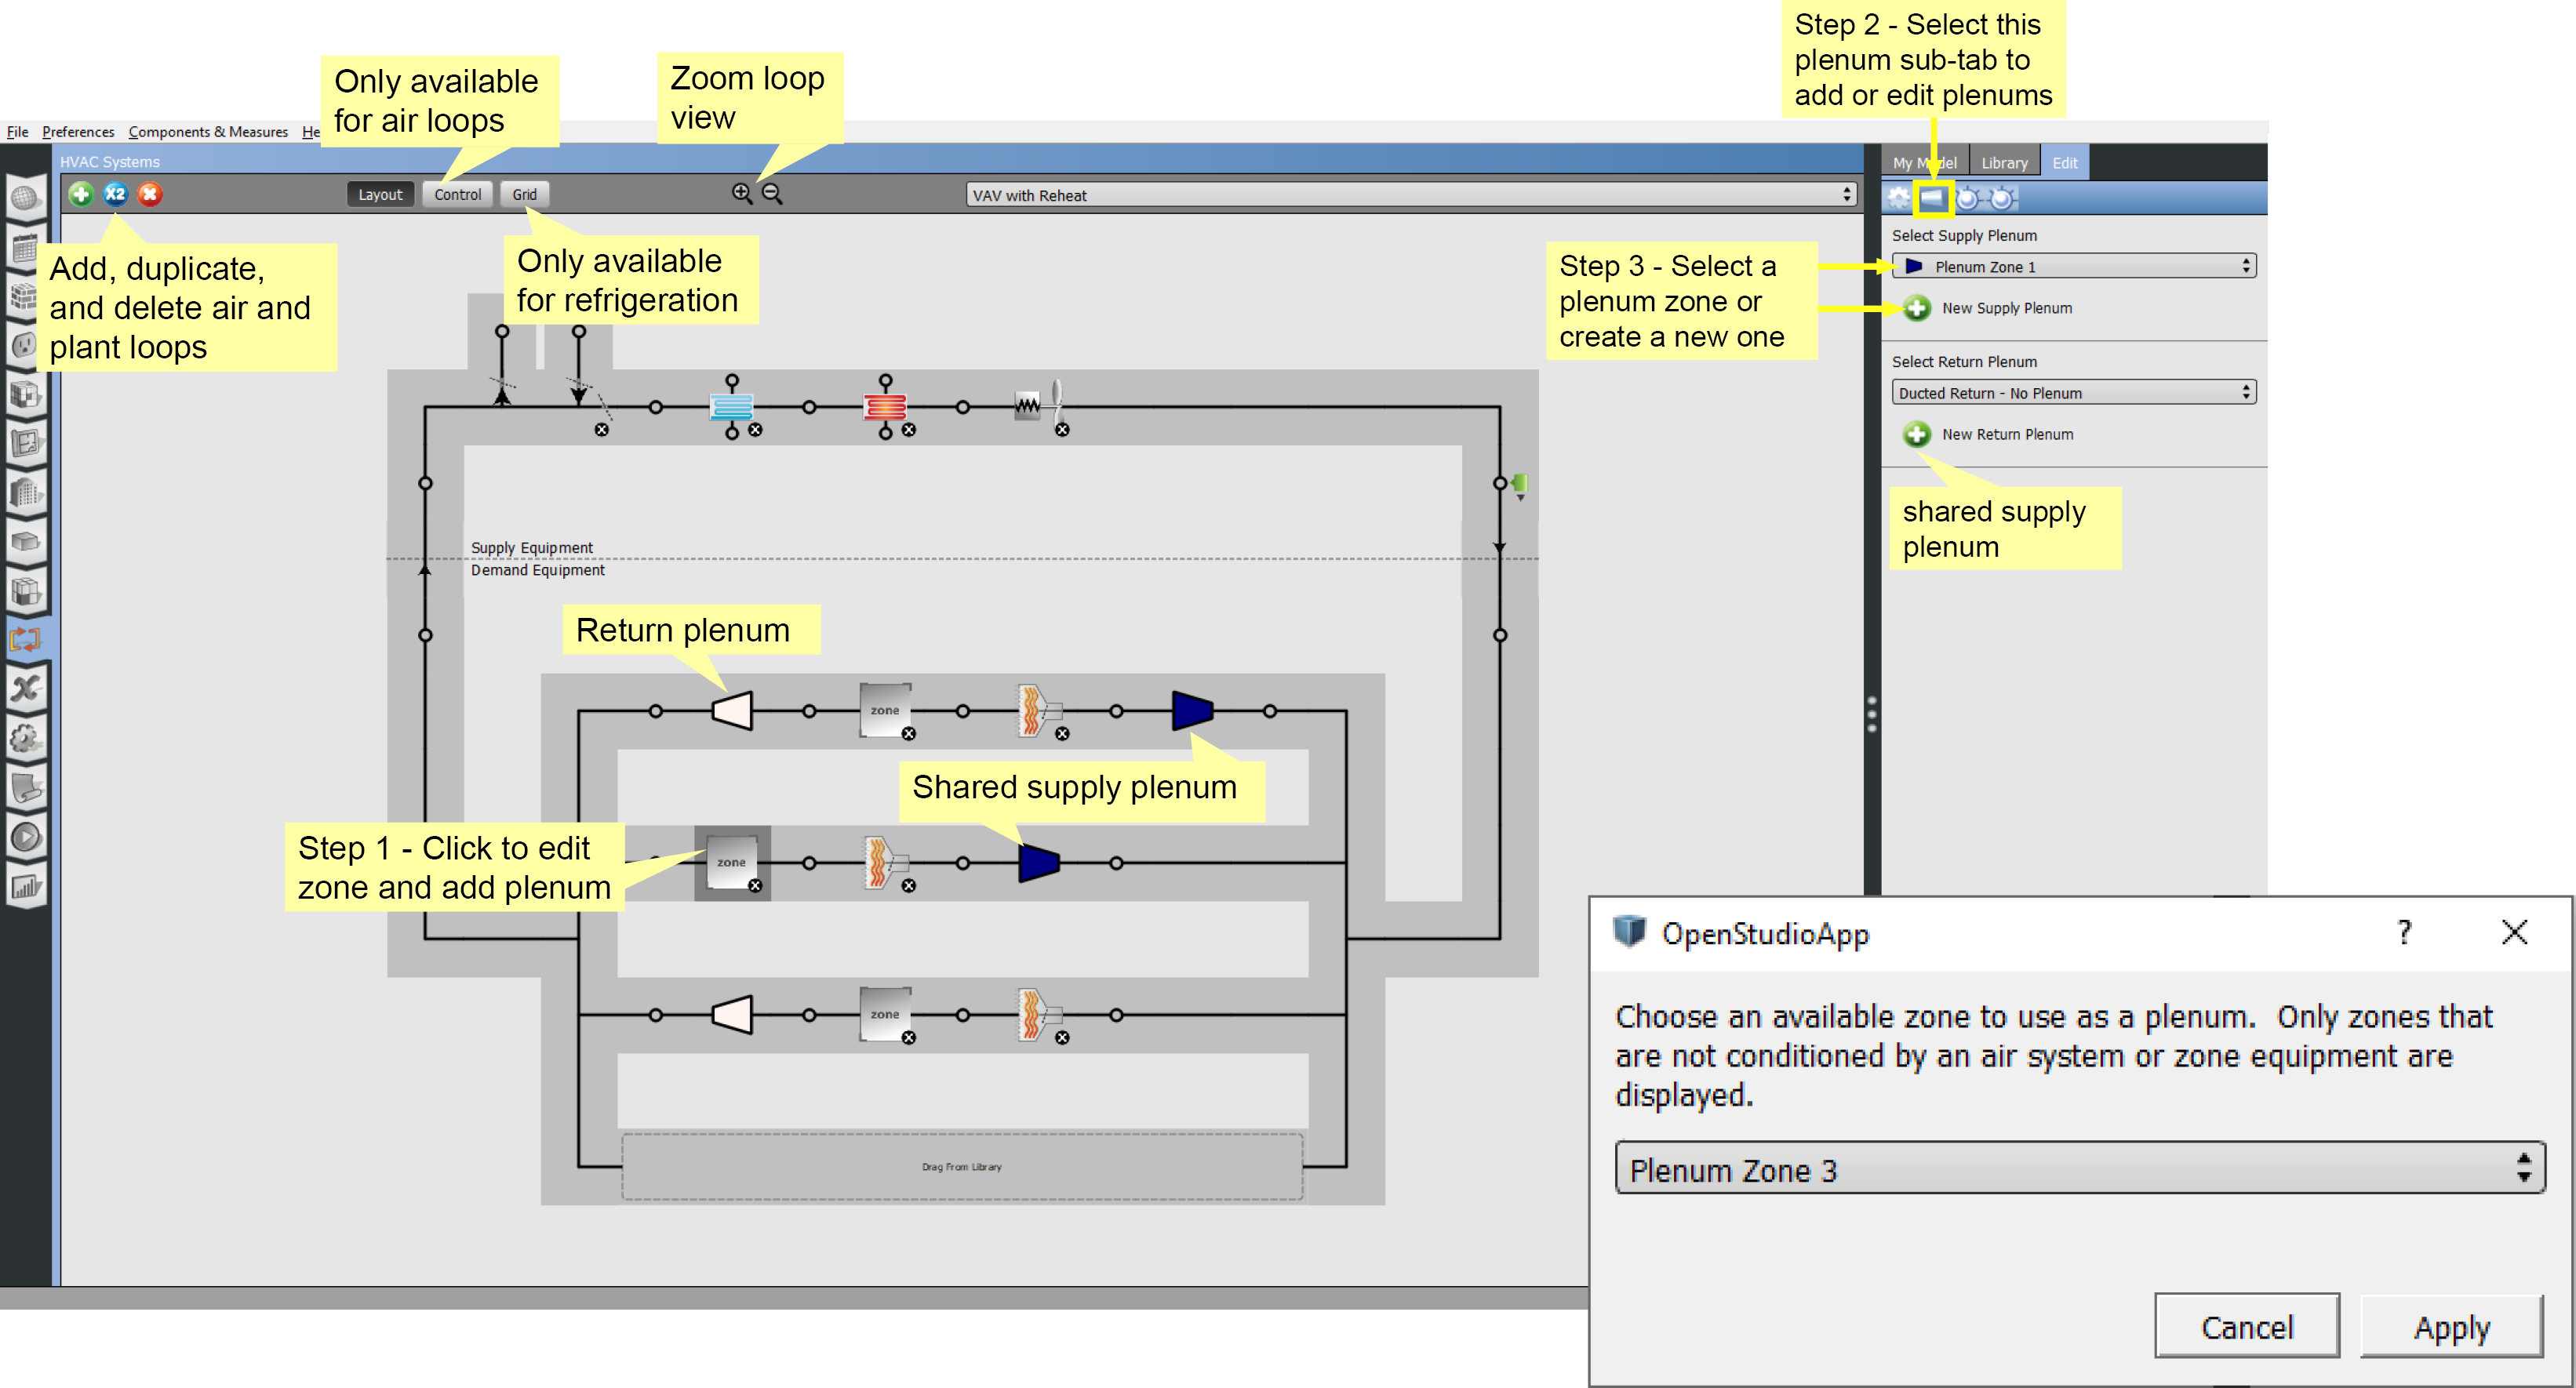 Step 2 - Select this
plenum sub-tab to
add or edit plenums
Only available
for air loops
Zoom loop
view
File Preferences Components & Measures He
HVAC Systems
My M del Library Edit
X2
Layout Control Grid
VAV with Reheat
Add, duplicate,
and delete air and
plant loops
Only available
for refrigeration
Step 3 - Select a
plenum zone or
create a new one
Select Supply Plenum
Plenum Zone 1
New Supply Plenum
Select Return Plenum
Ducted Return - No Plenum
New Return Plenum
shared supply
plenum
Supply Equipment
Demand Equipment
Return plenum
zone
Shared supply plenum
Step 1 - Click to edit
zone and add plenum
zone
zone
Drag From Library
OpenStudioApp
Choose an available zone to use as a plenum. Only zones that
are not conditioned by an air system or zone equipment are
displayed.
Plenum Zone 3
Cancel Apply